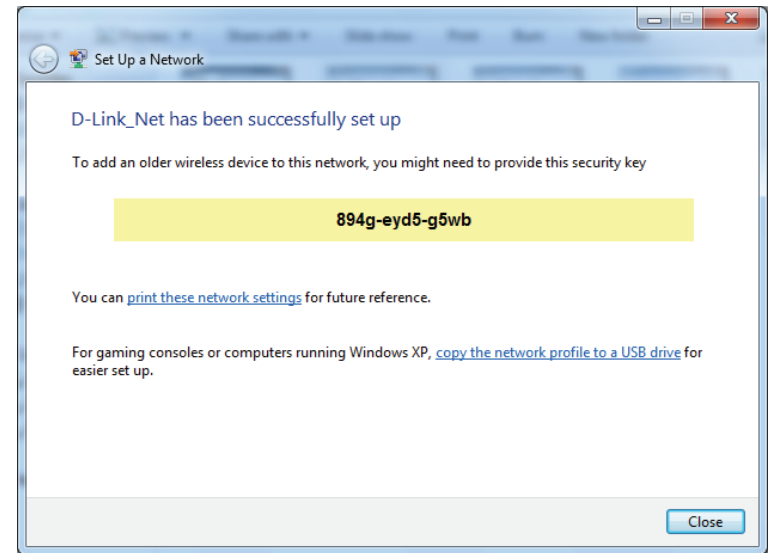 Set Up a Network
D-Link_Net has been successfully set up
To add an older wireless device to this network, you might need to provide this security key
894g-eyd5-g5wb
You can print these network settings for future reference.
For gaming consoles or computers running Windows XP, copy the network profile to a USB drive for
easier set up.
Close